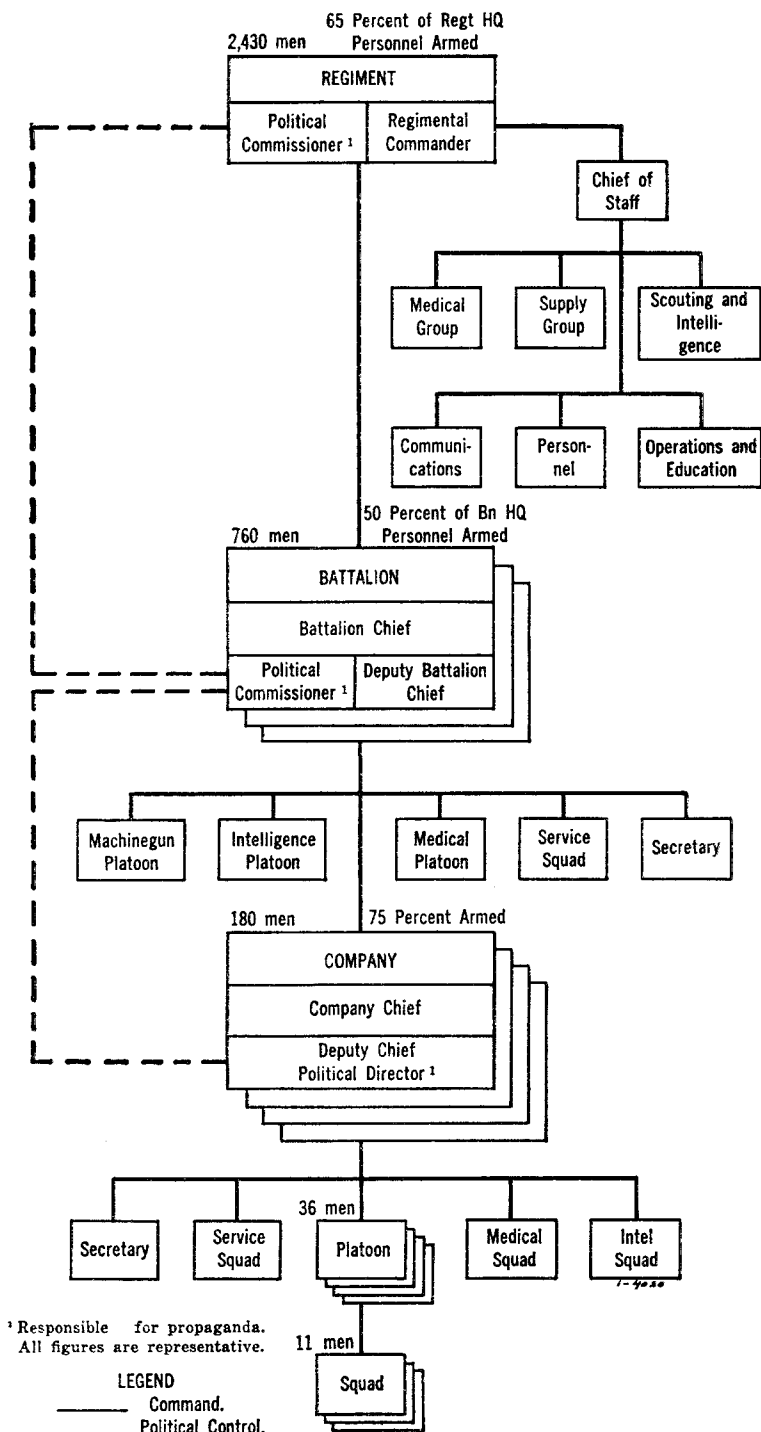 65 Percent of Regt HQ
2,430 men Personnel Armed
REGIMENT
Political
Commissioner ¹
Regimental
Commander
Chief of
Staff
Medical
Group
Supply
Group
Scouting and
Intelli-
gence
Communi-
cations
Person-
nel
Operations and
Education
50 Percent of Bn HQ
760 men Personnel Armed
BATTALION
Battalion Chief
Political
Commissioner ¹
Deputy Battalion
Chief
Machinegun
Platoon
Intelligence
Platoon
Medical
Platoon
Service
Squad
Secretary
180 men 75 Percent Armed
COMPANY
Company Chief
Deputy Chief
Political Director ¹
36 men
Secretary
Service
Squad
Platoon
Medical
Squad
Intel
Squad
1-4020
¹ Responsible for propaganda.
All figures are representative.
11 men
Squad
LEGEND
Command.
Political Control.